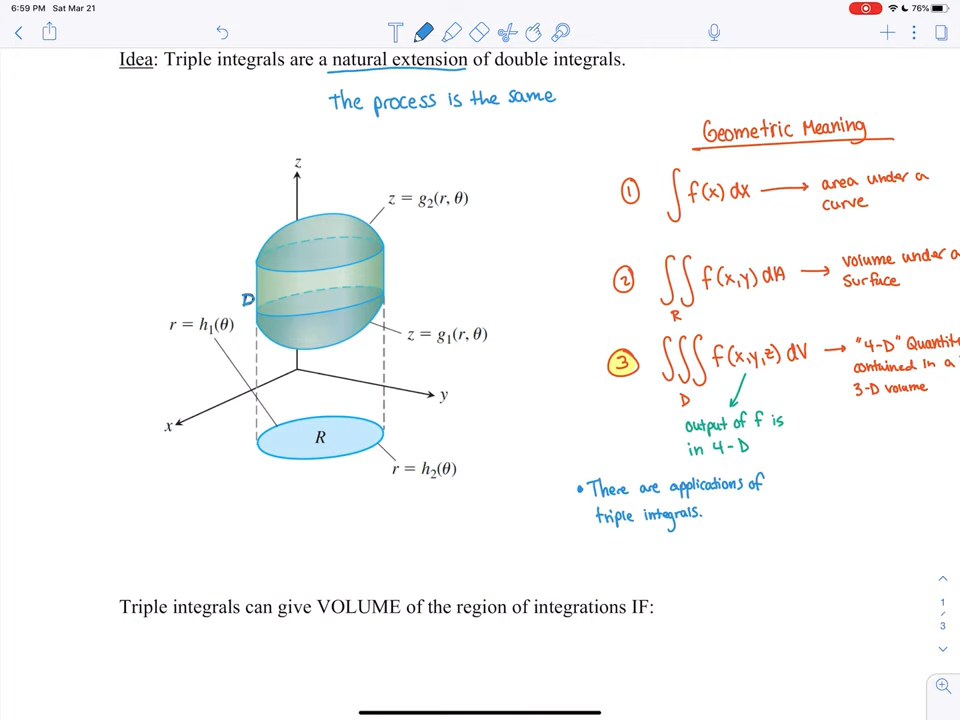 6:59 PM Sat Mar 21
76%
Idea: Triple integrals are a natural extension of double integrals.
The process is the same
Geometric Meaning
z
z = g₂(r, θ)
① ∫ f(x) dx → area under a
curve
D
② ∬ f(x,y) dA → volume under a
R
surface
r = h₁(θ)
z = g₁(r, θ)
③ ∭ f(x,y,z) dV → "4-D" Quantit
D
contained in a
3-D volume
y
x
output of f is
in 4-D
R
r = h₂(θ)
• There are applications of
triple integrals.
Triple integrals can give VOLUME of the region of integrations IF:
1
/
3